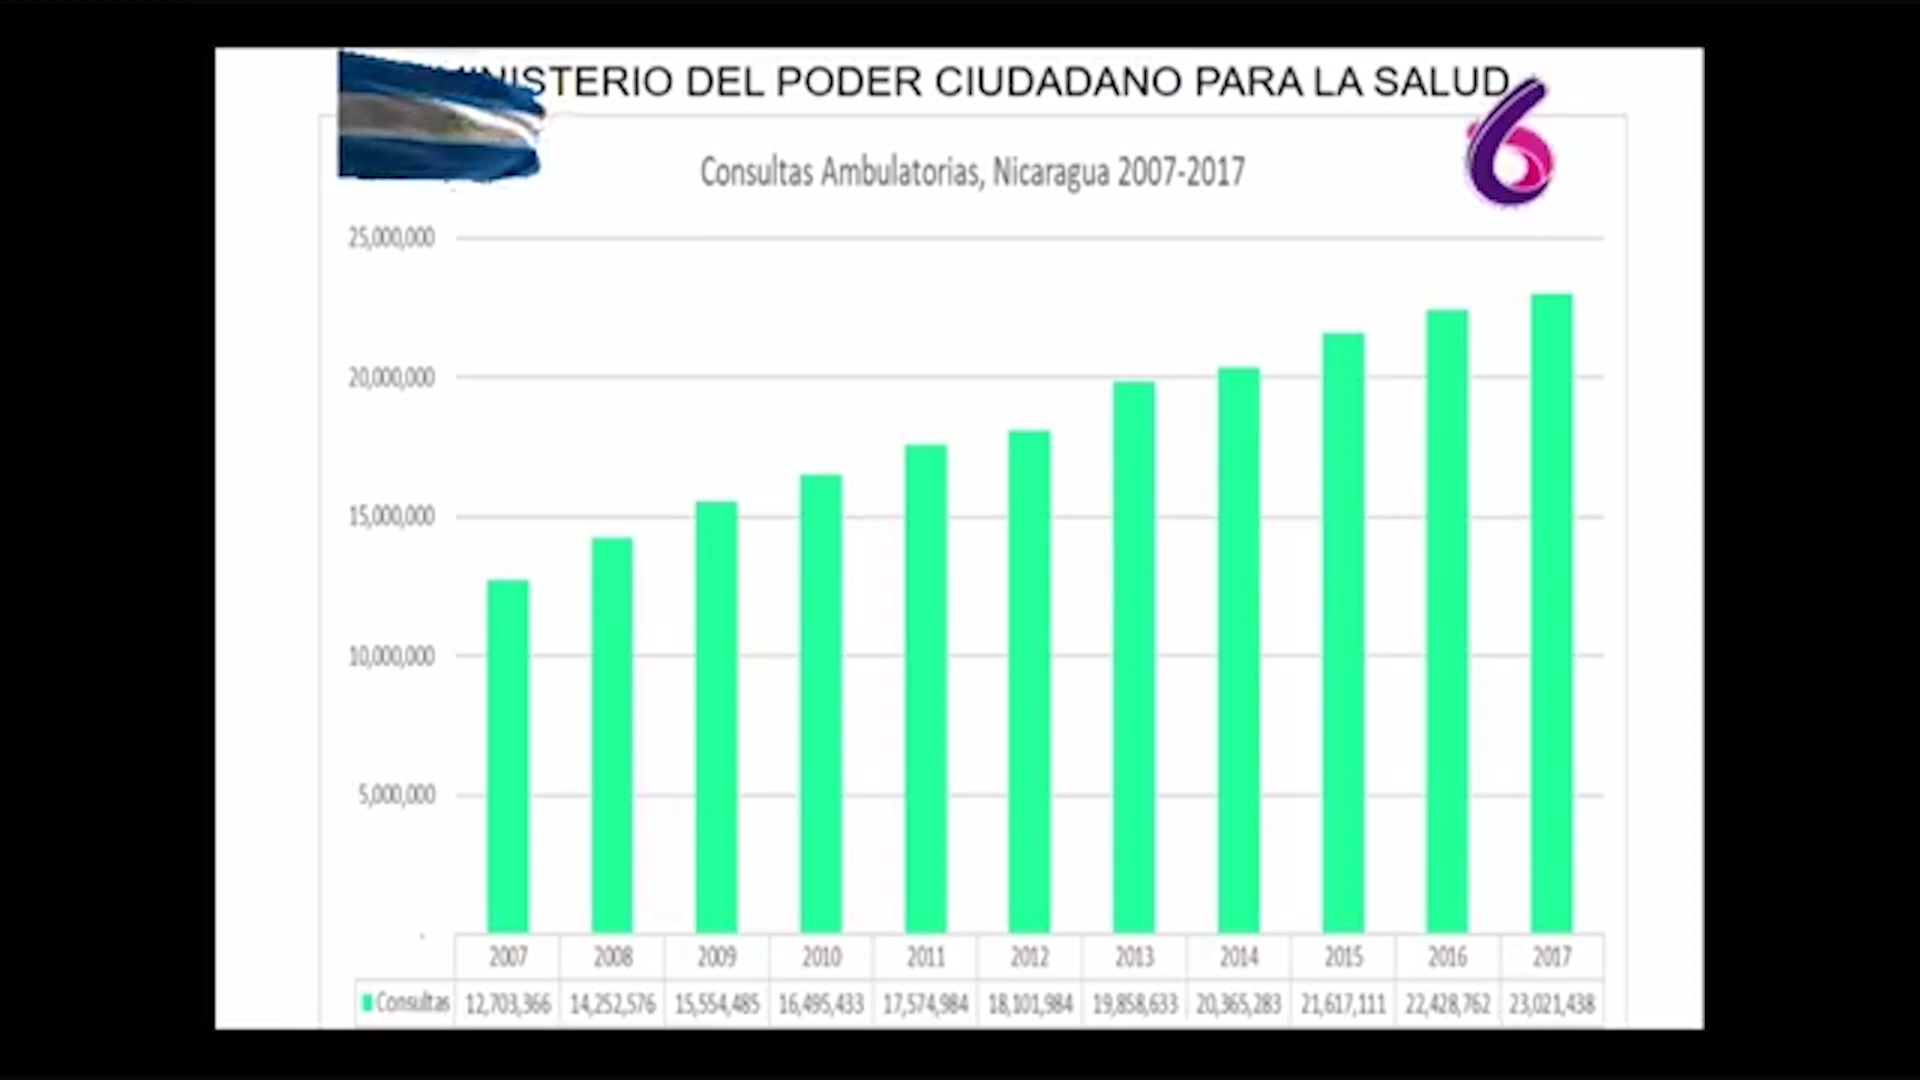 MINISTERIO DEL PODER CIUDADANO PARA LA SALUD
6
Consultas Ambulatorias, Nicaragua 2007-2017
25,000,000
20,000,000
15,000,000
10,000,000
5,000,000
-
2007 2008 2009 2010 2011 2012 2013 2014 2015 2016 2017
Consultas 12,703,366 14,252,576 15,554,485 16,495,433 17,574,984 18,101,984 19,858,633 20,365,283 21,617,111 22,428,762 23,021,438